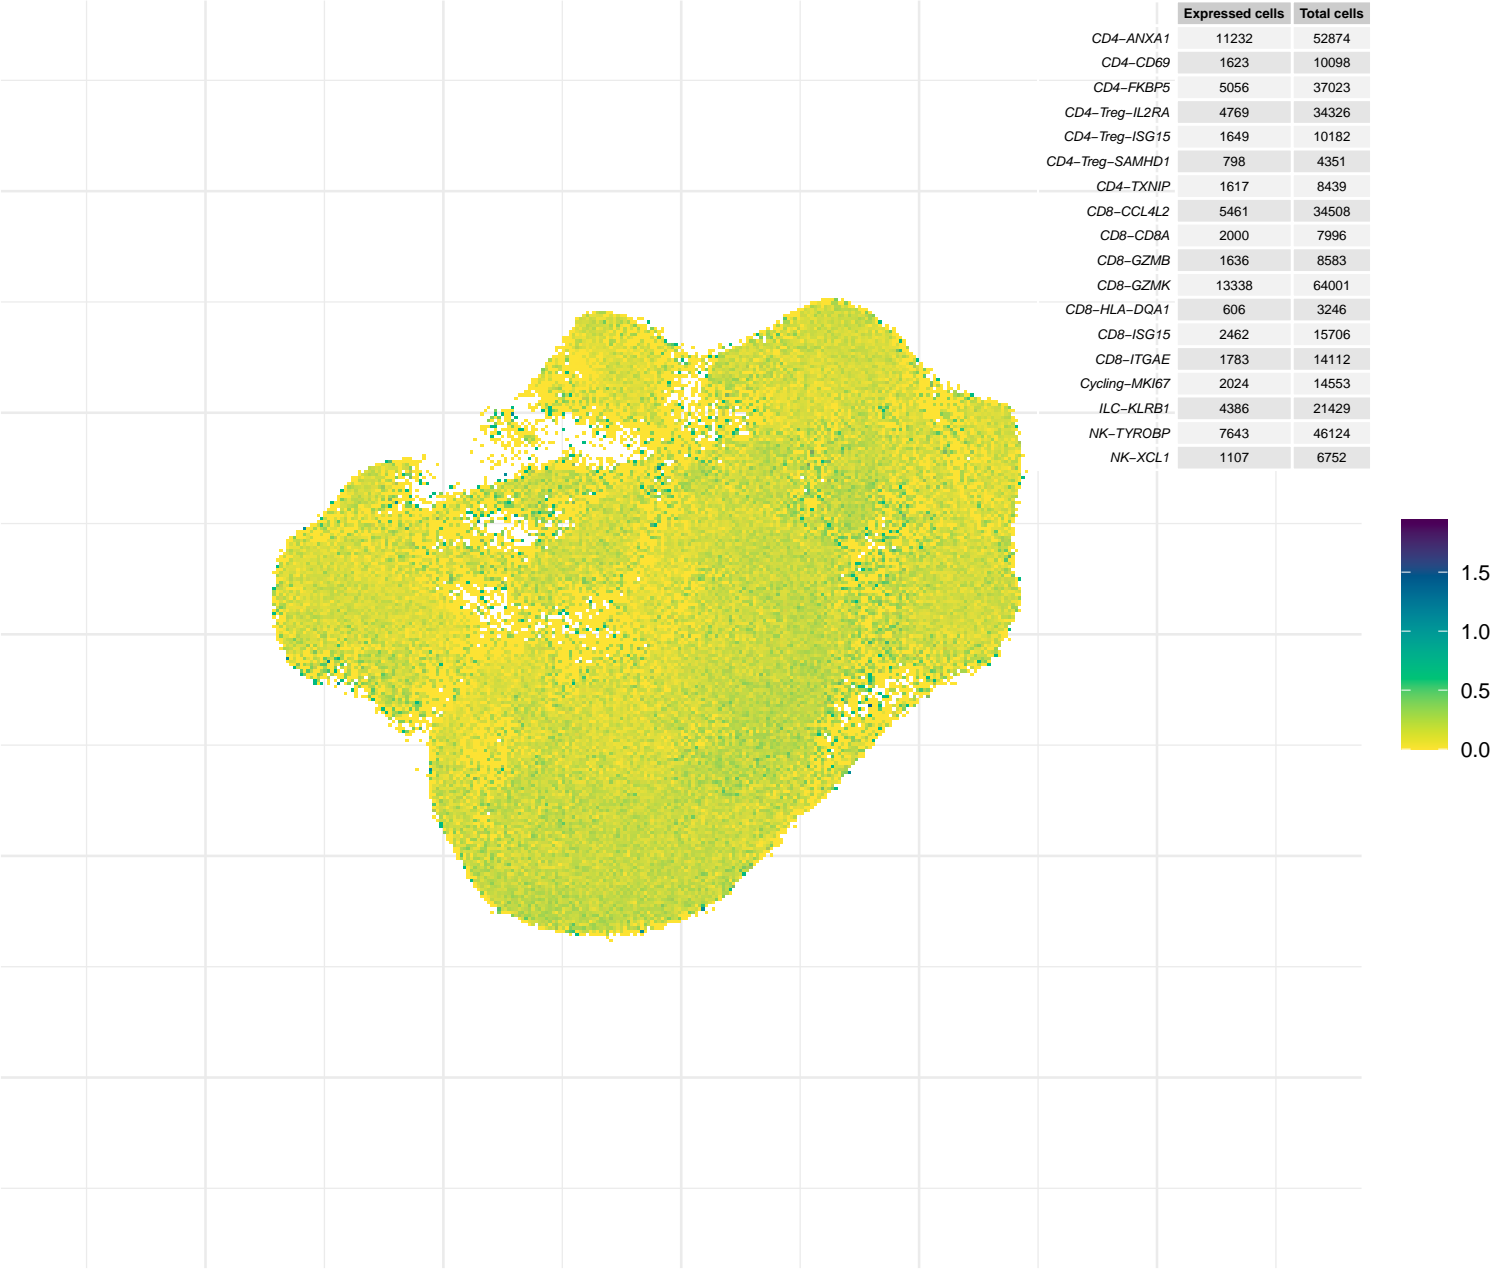 Expressed cells Total cells
CD4−ANXA1 11232 52874
CD4−CD69 1623 10098
CD4−FKBP5 5056 37023
CD4−Treg−IL2RA 4769 34326
CD4−Treg−ISG15 1649 10182
CD4−Treg−SAMHD1 798 4351
CD4−TXNIP 1617 8439
CD8−CCL4L2 5461 34508
CD8−CD8A 2000 7996
CD8−GZMB 1636 8583
CD8−GZMK 13338 64001
CD8−HLA−DQA1 606 3246
CD8−ISG15 2462 15706
CD8−ITGAE 1783 14112
Cycling−MKI67 2024 14553
ILC−KLRB1 4386 21429
NK−TYROBP 7643 46124
NK−XCL1 1107 6752
1.5
1.0
0.5
0.0